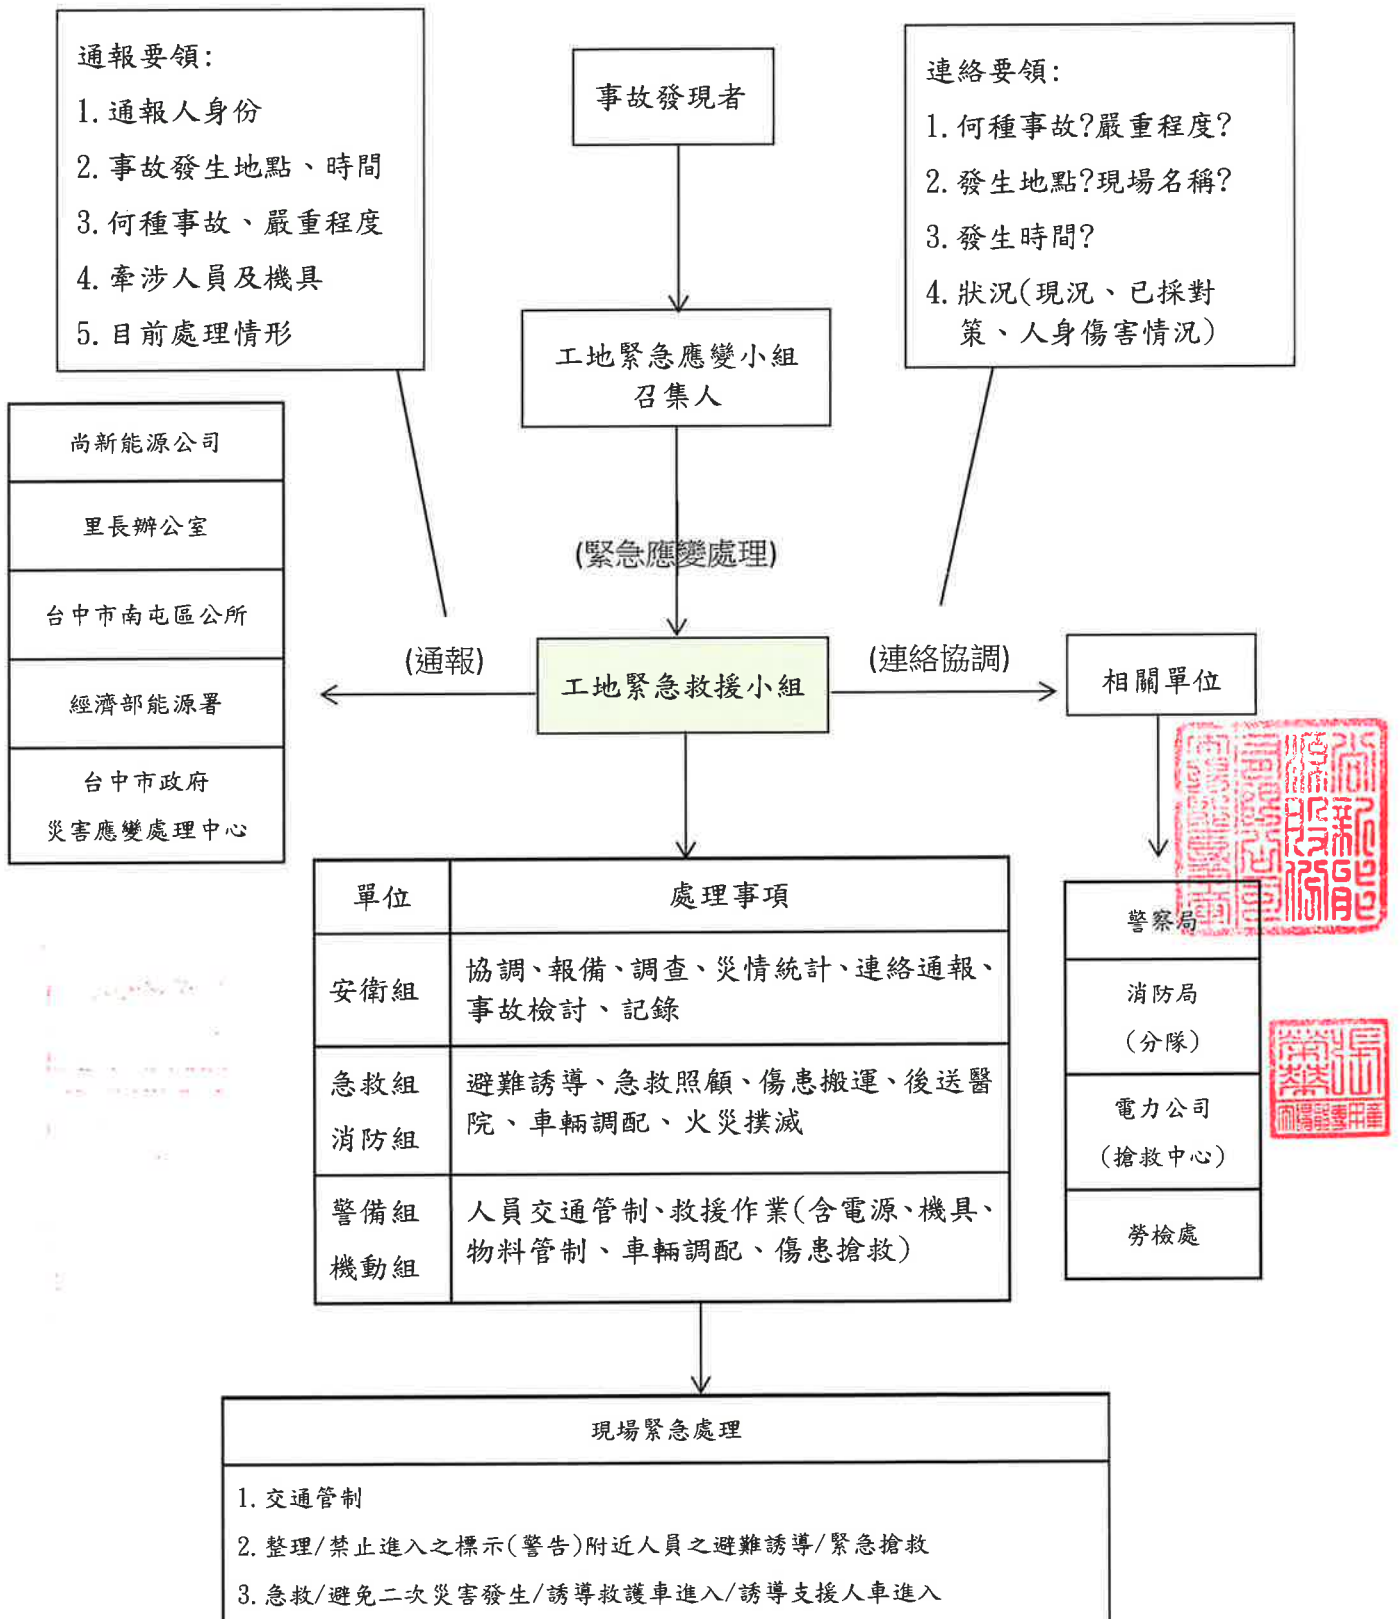 通報要領:
1. 通報人身份
2. 事故發生地點、時間
3. 何種事故、嚴重程度
4. 牽涉人員及機具
5. 目前處理情形
事故發現者
連絡要領:
1. 何種事故?嚴重程度?
2. 發生地點?現場名稱?
3. 發生時間?
4. 狀況(現況、已採對
策、人身傷害情況)
工地緊急應變小組
召集人
(緊急應變處理)
尚新能源公司
里長辦公室
台中市南屯區公所
經濟部能源署
台中市政府
災害應變處理中心
(通報)
工地緊急救援小組
(連絡協調)
相關單位
單位
處理事項
安衛組
協調、報備、調查、災情統計、連絡通報、
事故檢討、記錄
急救組
消防組
避難誘導、急救照顧、傷患搬運、後送醫
院、車輛調配、火災撲滅
警備組
機動組
人員交通管制、救援作業(含電源、機具、
物料管制、車輛調配、傷患搶救)
警察局
消防局
(分隊)
電力公司
(搶救中心)
勞檢處
現場緊急處理
1. 交通管制
2. 整理/禁止進入之標示(警告)附近人員之避難誘導/緊急搶救
3. 急救/避免二次災害發生/誘導救護車進入/誘導支援人車進入